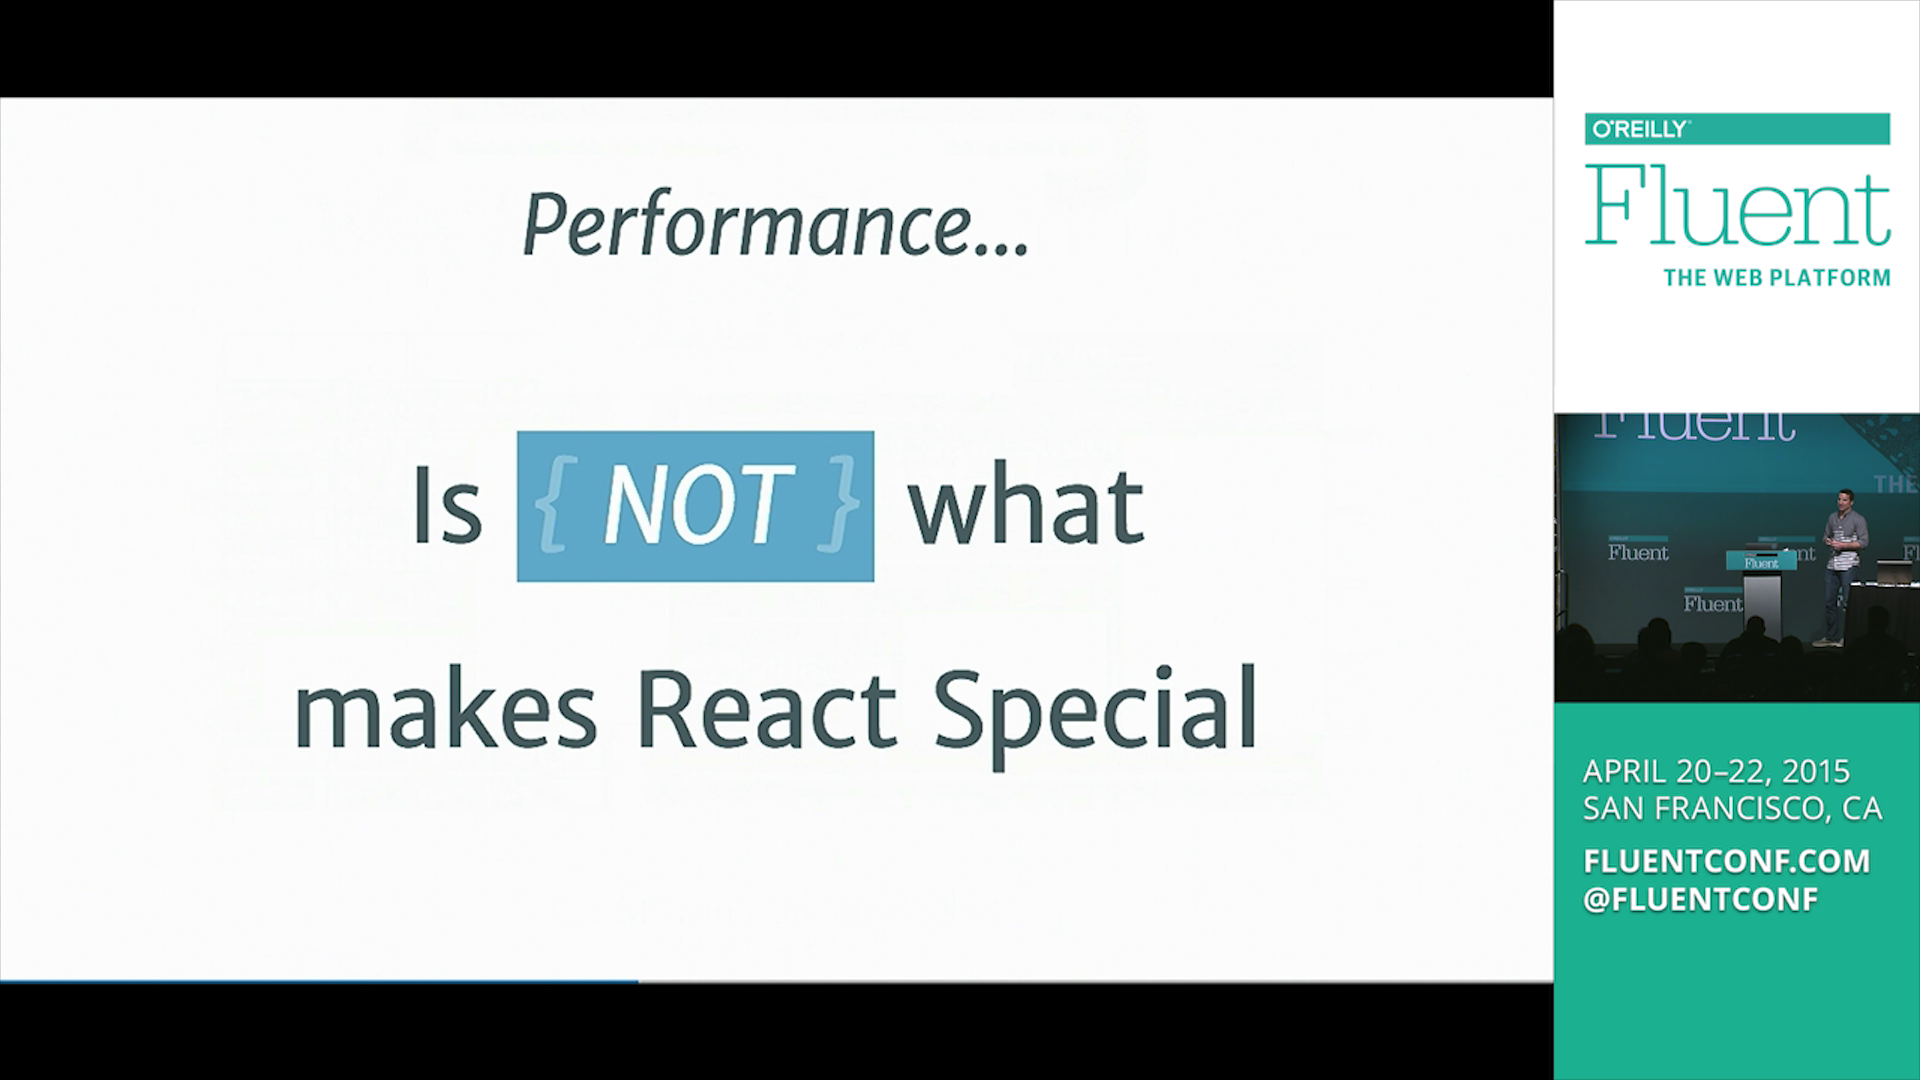 Performance...
Is { NOT } what
makes React Special
O'REILLY
Fluent
THE WEB PLATFORM
Fluent
THE
Fluent
Fluent
Fluent
APRIL 20–22, 2015
SAN FRANCISCO, CA
FLUENTCONF.COM
@FLUENTCONF